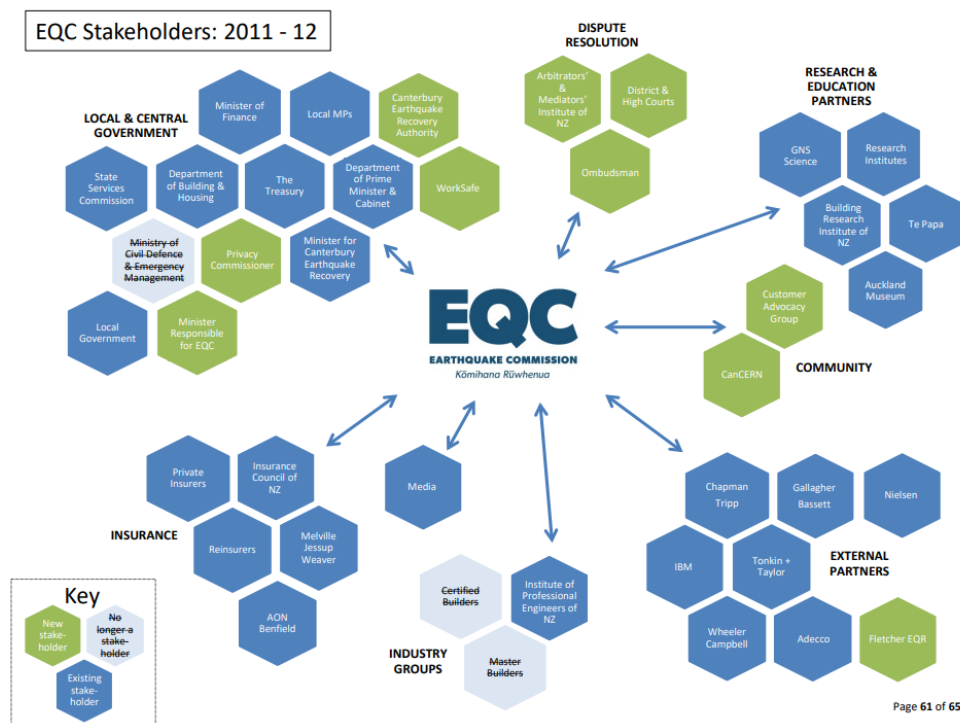 EQC Stakeholders: 2011 - 12
LOCAL & CENTRAL
GOVERNMENT
Minister of
Finance
Local MPs
Canterbury
Earthquake
Recovery
Authority
State
Services
Commission
Department
of Building &
Housing
The
Treasury
Department
of Prime
Minister &
Cabinet
WorkSafe
Ministry of
Civil Defence
& Emergency
Management
Privacy
Commissioner
Minister for
Canterbury
Earthquake
Recovery
Local
Government
Minister
Responsible
for EQC
DISPUTE
RESOLUTION
Arbitrators'
&
Mediators'
Institute of
NZ
District &
High Courts
Ombudsman
RESEARCH &
EDUCATION
PARTNERS
GNS
Science
Research
Institutes
Building
Research
Institute of
NZ
Te Papa
Auckland
Museum
EQC
EARTHQUAKE COMMISSION
Kōmihana Rūwhenua
Customer
Advocacy
Group
CanCERN
COMMUNITY
INSURANCE
Private
Insurers
Insurance
Council of
NZ
Reinsurers
Melville
Jessup
Weaver
AON
Benfield
Media
INDUSTRY
GROUPS
Certified
Builders
Institute of
Professional
Engineers of
NZ
Master
Builders
Chapman
Tripp
Gallagher
Bassett
Nielsen
IBM
Tonkin +
Taylor
EXTERNAL
PARTNERS
Wheeler
Campbell
Adecco
Fletcher EQR
Key
New
stake-
holder
No
longer a
stake-
holder
Existing
stake-
holder
Page 61 of 65